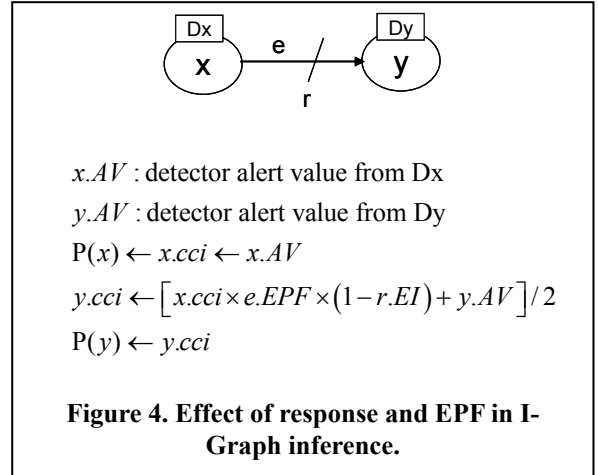 Dx
Dy
e
x
y
r
x.AV : detector alert value from Dx
y.AV : detector alert value from Dy
P(x) ← x.cci ← x.AV
y.cci ← [x.cci × e.EPF × (1 − r.EI) + y.AV] / 2
P(y) ← y.cci
Figure 4. Effect of response and EPF in I-
Graph inference.